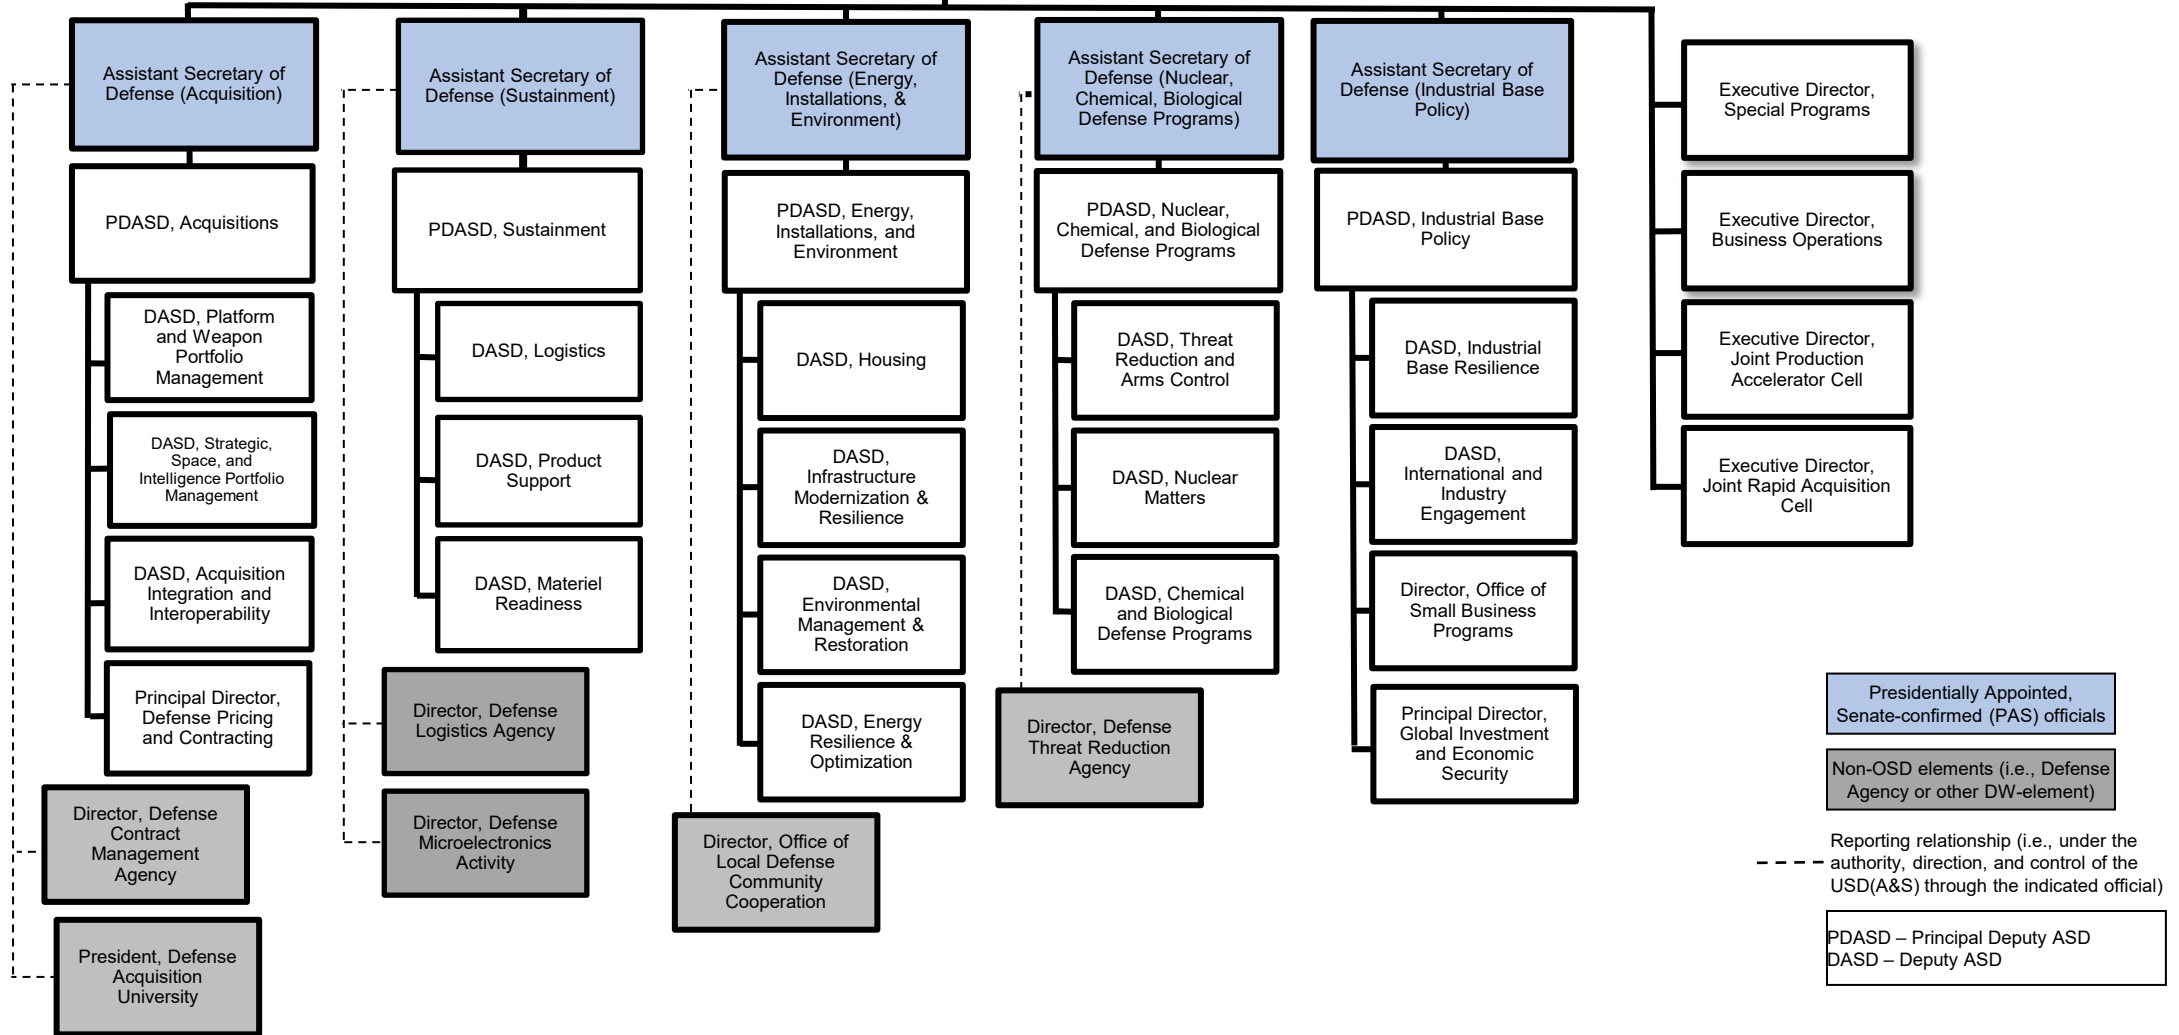 Assistant Secretary of
Defense (Acquisition)
PDASD, Acquisitions
DASD, Platform
and Weapon
Portfolio
Management
DASD, Strategic,
Space, and
Intelligence Portfolio
Management
DASD, Acquisition
Integration and
Interoperability
Principal Director,
Defense Pricing
and Contracting
Director, Defense
Contract
Management
Agency
President, Defense
Acquisition
University
Assistant Secretary of
Defense (Sustainment)
PDASD, Sustainment
DASD, Logistics
DASD, Product
Support
DASD, Materiel
Readiness
Director, Defense
Logistics Agency
Director, Defense
Microelectronics
Activity
Assistant Secretary of
Defense (Energy,
Installations, &
Environment)
PDASD, Energy,
Installations, and
Environment
DASD, Housing
DASD,
Infrastructure
Modernization &
Resilience
DASD,
Environmental
Management &
Restoration
DASD, Energy
Resilience &
Optimization
Director, Office of
Local Defense
Community
Cooperation
Assistant Secretary of
Defense (Nuclear,
Chemical, Biological
Defense Programs)
PDASD, Nuclear,
Chemical, and Biological
Defense Programs
DASD, Threat
Reduction and
Arms Control
DASD, Nuclear
Matters
DASD, Chemical
and Biological
Defense Programs
Director, Defense
Threat Reduction
Agency
Assistant Secretary of
Defense (Industrial Base
Policy)
PDASD, Industrial Base
Policy
DASD, Industrial
Base Resilience
DASD,
International and
Industry
Engagement
Director, Office of
Small Business
Programs
Principal Director,
Global Investment
and Economic
Security
Executive Director,
Special Programs
Executive Director,
Business Operations
Executive Director,
Joint Production
Accelerator Cell
Executive Director,
Joint Rapid Acquisition
Cell
Presidentially Appointed,
Senate-confirmed (PAS) officials
Non-OSD elements (i.e., Defense
Agency or other DW-element)
Reporting relationship (i.e., under the
authority, direction, and control of the
USD(A&S) through the indicated official)
PDASD – Principal Deputy ASD
DASD – Deputy ASD